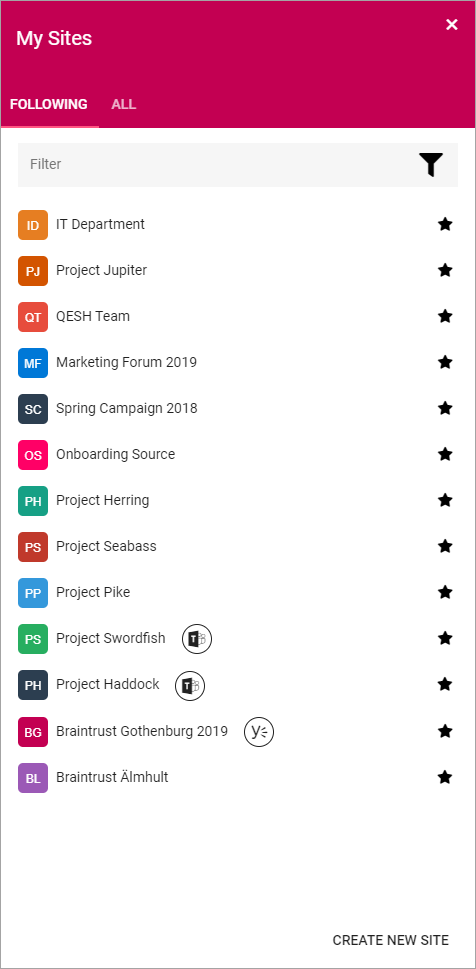 My Sites
FOLLOWING ALL
Filter
ID IT Department
PJ Project Jupiter
QT QESH Team
MF Marketing Forum 2019
SC Spring Campaign 2018
OS Onboarding Source
PH Project Herring
PS Project Seabass
PP Project Pike
PS Project Swordfish T
PH Project Haddock T
BG Braintrust Gothenburg 2019 y
BL Braintrust Älmhult
CREATE NEW SITE